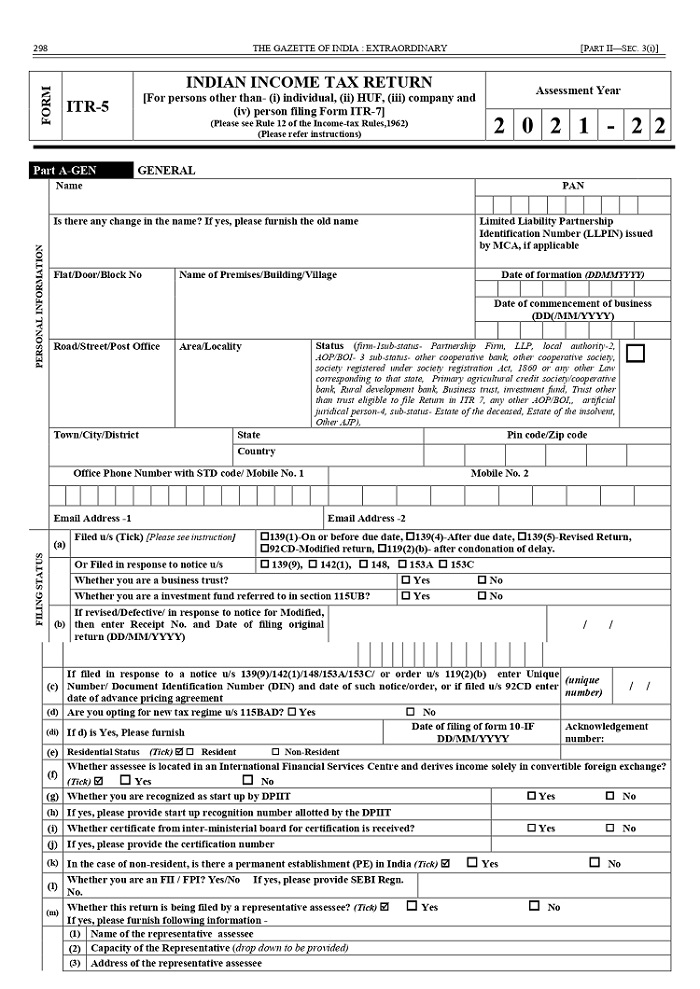 298 THE GAZETTE OF INDIA : EXTRAORDINARY [PART II—SEC. 3(i)]
FORM
ITR-5
INDIAN INCOME TAX RETURN
[For persons other than- (i) individual, (ii) HUF, (iii) company and
(iv) person filing Form ITR-7]
(Please see Rule 12 of the Income-tax Rules,1962)
(Please refer instructions)
Assessment Year
2 0 2 1 - 2 2
Part A-GEN GENERAL
PERSONAL INFORMATION
Name PAN
Is there any change in the name? If yes, please furnish the old name
Limited Liability Partnership
Identification Number (LLPIN) issued
by MCA, if applicable
Flat/Door/Block No Name of Premises/Building/Village
Date of formation (DDMMYYYY)
Date of commencement of business
(DD(/MM/YYYY)
Road/Street/Post Office Area/Locality
Status (firm-1sub-status- Partnership Firm, LLP, local authority-2,
AOP/BOI- 3 sub-status- other cooperative bank, other cooperative society,
society registered under society registration Act, 1860 or any other Law
corresponding to that state, Primary agricultural credit society/cooperative
bank, Rural development bank, Business trust, investment fund, Trust other
than trust eligible to file Return in ITR 7, any other AOP/BOI,, artificial
juridical person-4, sub-status- Estate of the deceased, Estate of the insolvent,
Other AJP),
Town/City/District State Pin code/Zip code
Country
Office Phone Number with STD code/ Mobile No. 1 Mobile No. 2
Email Address -1 Email Address -2
FILING STATUS
(a) Filed u/s (Tick) [Please see instruction] ☐139(1)-On or before due date, ☐139(4)-After due date, ☐139(5)-Revised Return,
☐92CD-Modified return, ☐119(2)(b)- after condonation of delay.
Or Filed in response to notice u/s ☐ 139(9), ☐ 142(1), ☐ 148, ☐ 153A ☐ 153C
Whether you are a business trust? ☐ Yes ☐ No
Whether you are a investment fund referred to in section 115UB? ☐ Yes ☐ No
(b) If revised/Defective/ in response to notice for Modified,
then enter Receipt No. and Date of filing original
return (DD/MM/YYYY)
/ /
(c) If filed in response to a notice u/s 139(9)/142(1)/148/153A/153C/ or order u/s 119(2)(b) enter Unique
Number/ Document Identification Number (DIN) and date of such notice/order, or if filed u/s 92CD enter
date of advance pricing agreement
(unique
number)
/ /
(d) Are you opting for new tax regime u/s 115BAD? ☐ Yes ☐ No
(di) If d) is Yes, Please furnish
Date of filing of form 10-IF
DD/MM/YYYY
Acknowledgement
number:
(e) Residential Status (Tick) ☑ ☐ Resident ☐ Non-Resident
(f) Whether assessee is located in an International Financial Services Centre and derives income solely in convertible foreign exchange?
(Tick) ☑ ☐ Yes ☐ No
(g) Whether you are recognized as start up by DPIIT ☐ Yes ☐ No
(h) If yes, please provide start up recognition number allotted by the DPIIT
(i) Whether certificate from inter-ministerial board for certification is received? ☐ Yes ☐ No
(j) If yes, please provide the certification number
(k) In the case of non-resident, is there a permanent establishment (PE) in India (Tick) ☑ ☐ Yes ☐ No
(l) Whether you are an FII / FPI? Yes/No If yes, please provide SEBI Regn.
No.
(m) Whether this return is being filed by a representative assessee? (Tick) ☑ ☐ Yes ☐ No
If yes, please furnish following information -
(1) Name of the representative assessee
(2) Capacity of the Representative (drop down to be provided)
(3) Address of the representative assessee